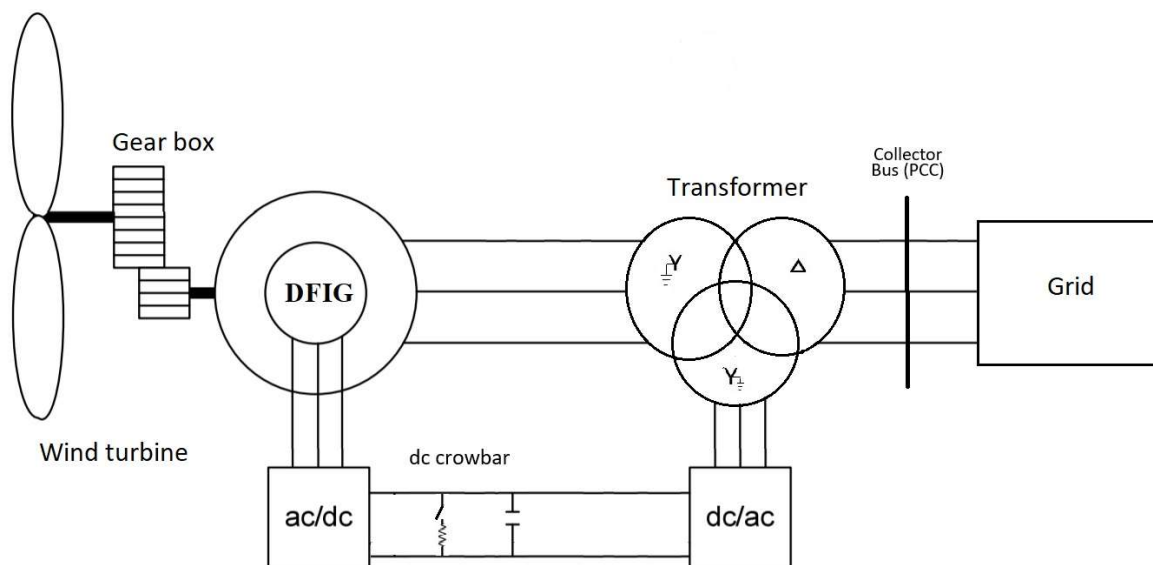 Gear box
Collector
Bus (PCC)
Transformer
DFIG
Y
Δ
Grid
Y
Wind turbine
dc crowbar
ac/dc
dc/ac